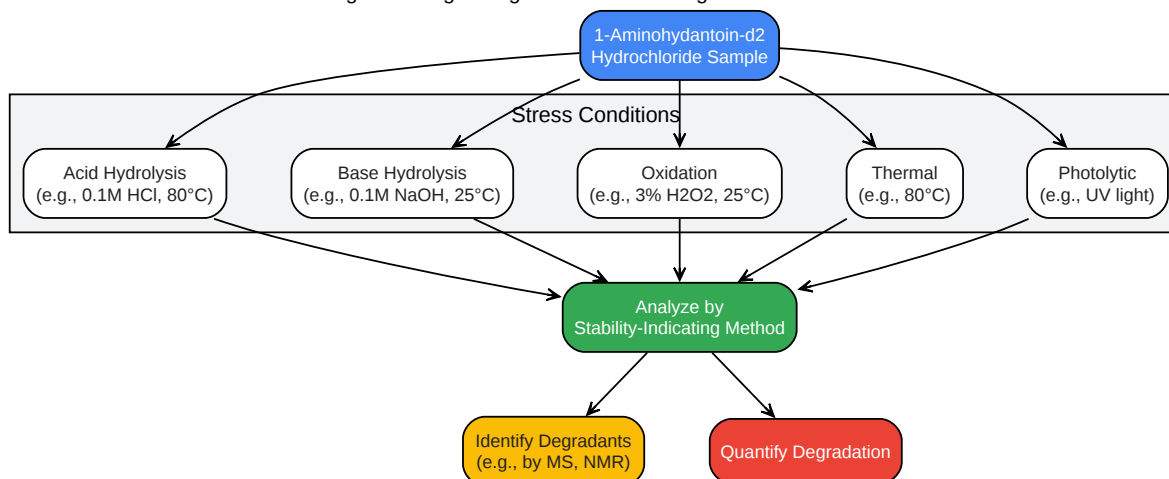 1-Aminohydantoin-d2
Hydrochloride Sample
Stress Conditions
Acid Hydrolysis
(e.g., 0.1M HCl, 80°C)
Base Hydrolysis
(e.g., 0.1M NaOH, 25°C)
Oxidation
(e.g., 3% H2O2, 25°C)
Thermal
(e.g., 80°C)
Photolytic
(e.g., UV light)
Analyze by
Stability-Indicating Method
Identify Degradants
(e.g., by MS, NMR)
Quantify Degradation